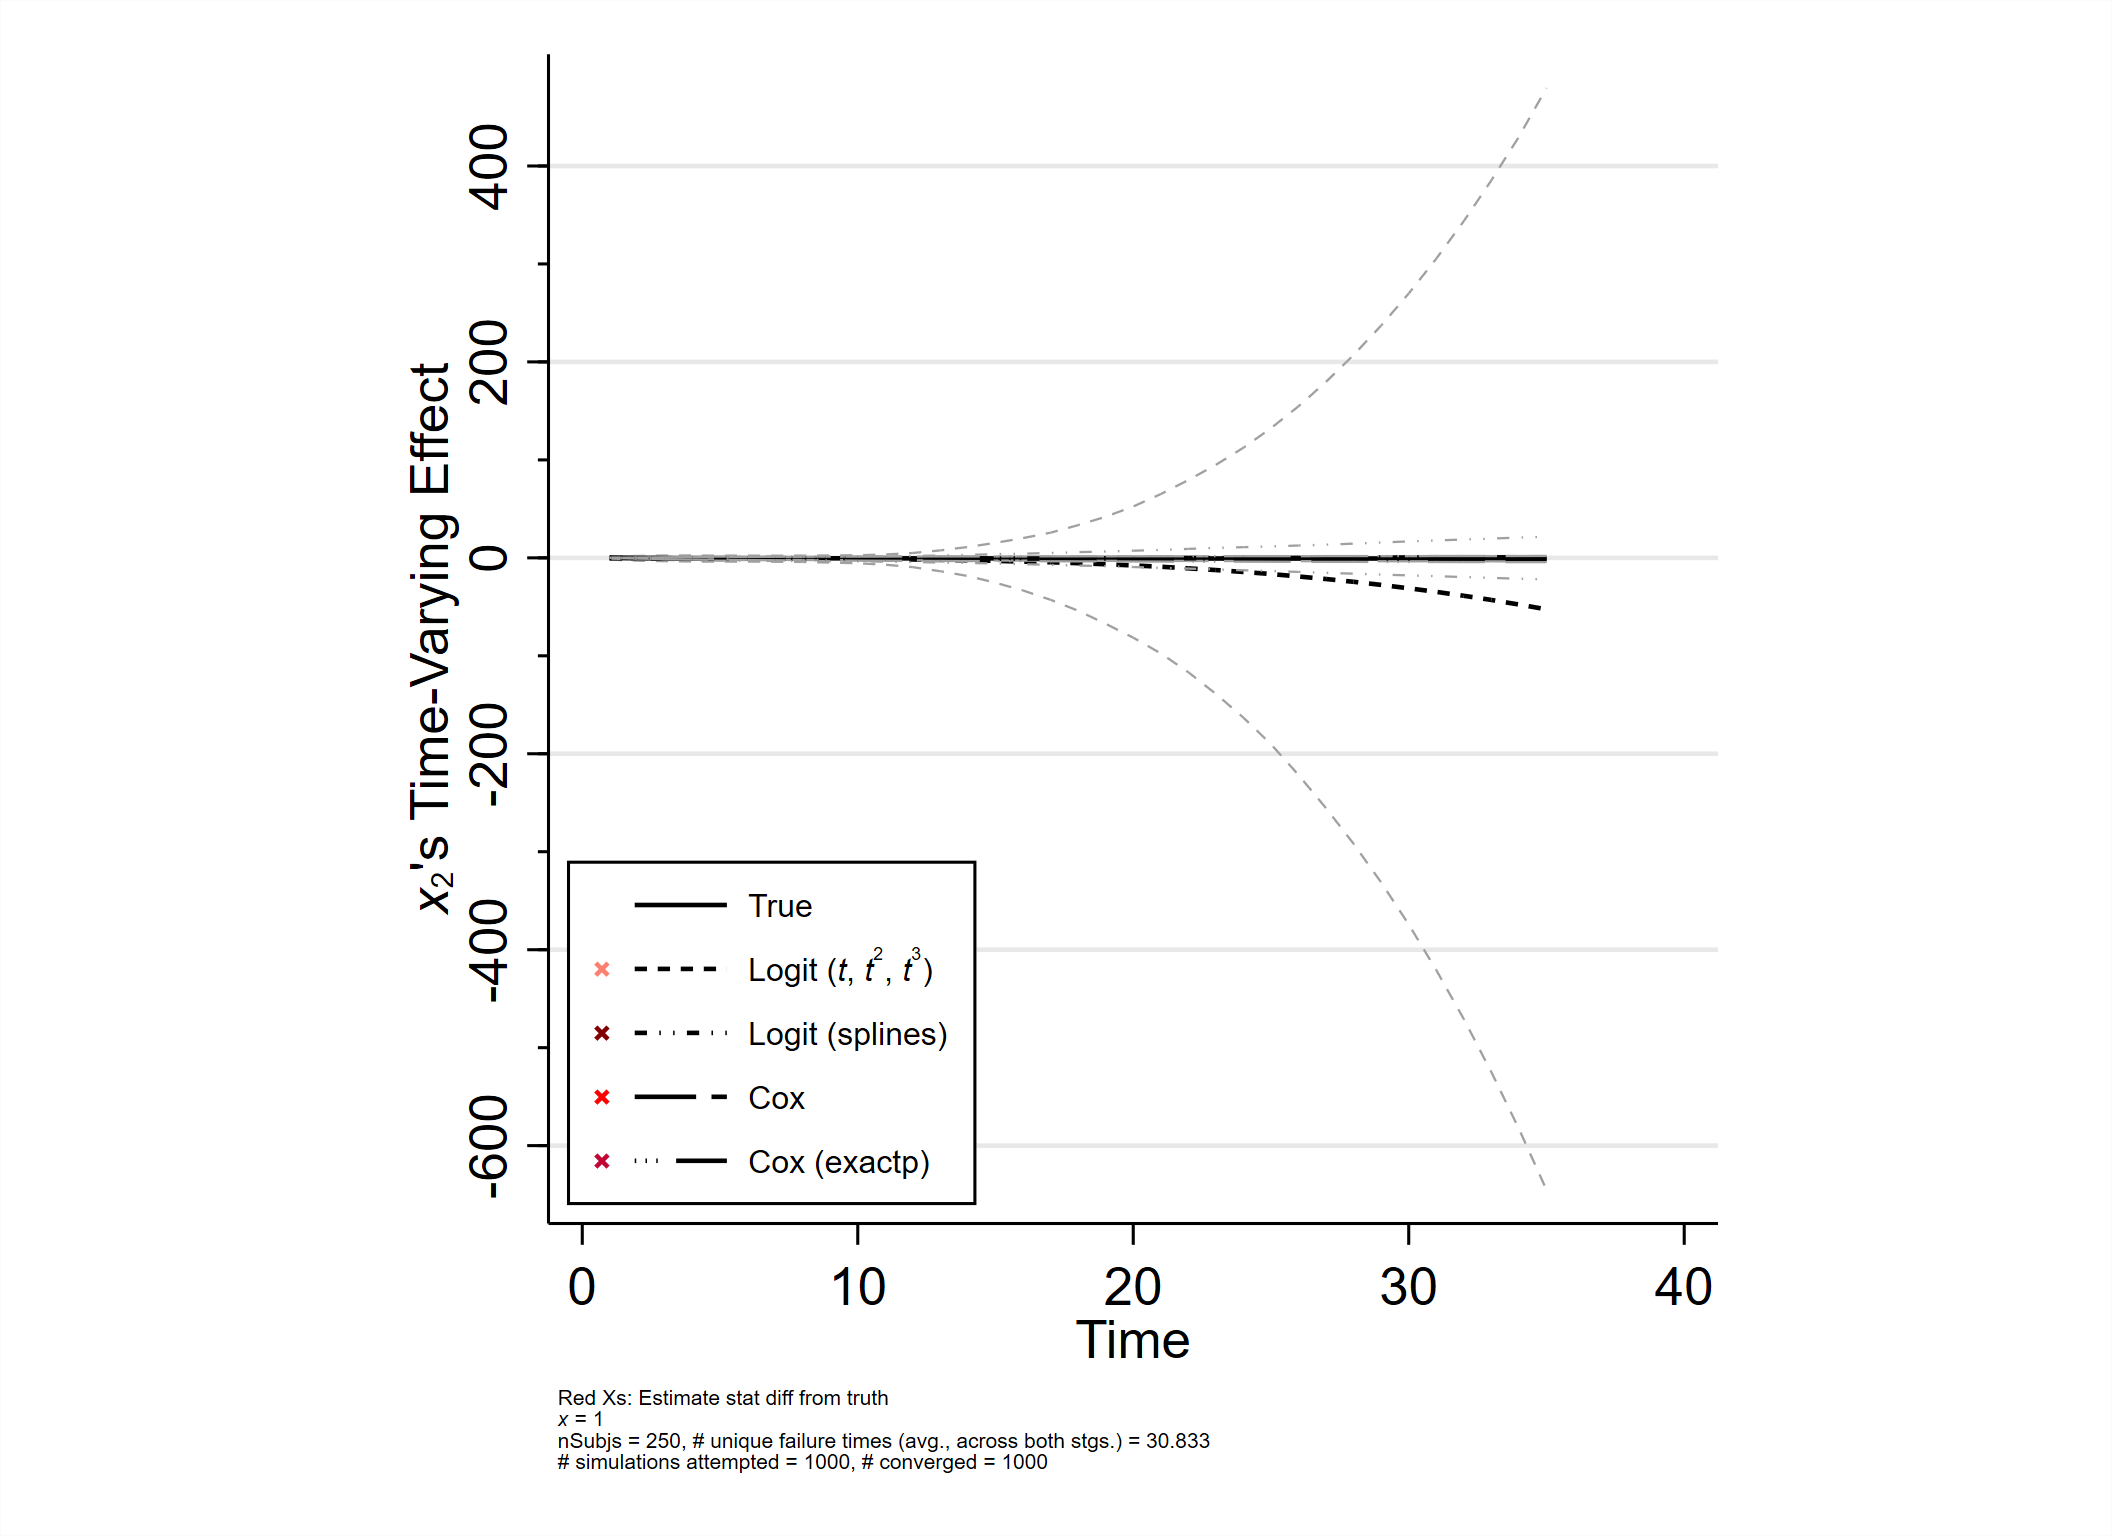 400
200
0
-200
-400
-600
x₂'s Time-Varying Effect
True
Logit (t, t², t³)
Logit (splines)
Cox
Cox (exactp)
0 10 20 30 40
Time
Red Xs: Estimate stat diff from truth
x = 1
nSubjs = 250, # unique failure times (avg., across both stgs.) = 30.833
# simulations attempted = 1000, # converged = 1000